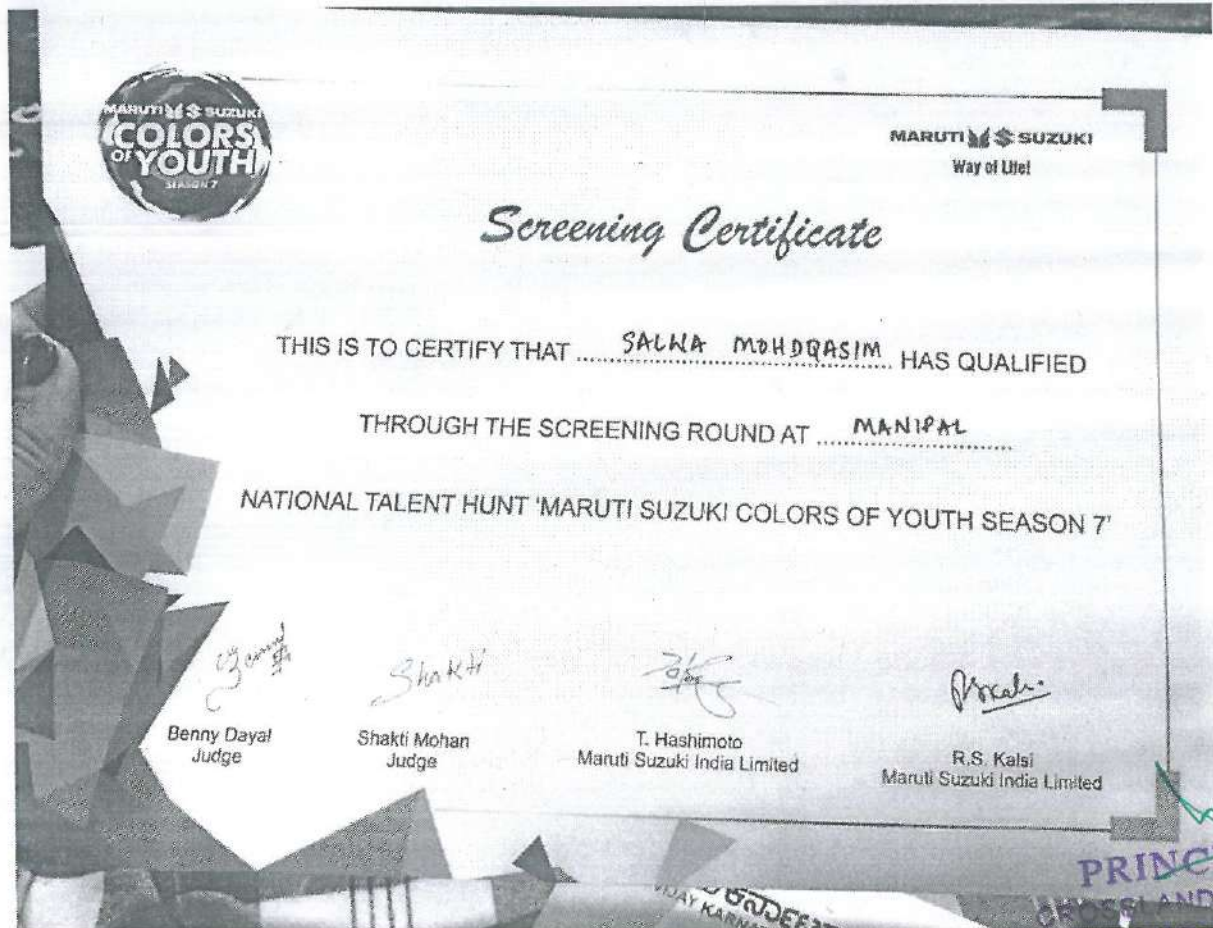 MARUTI SUZUKI
COLORS
OF YOUTH
SEASON 7
MARUTI SUZUKI
Way of Life!
Screening Certificate
THIS IS TO CERTIFY THAT SALWA MOHDQASIM HAS QUALIFIED
THROUGH THE SCREENING ROUND AT MANIPAL
NATIONAL TALENT HUNT 'MARUTI SUZUKI COLORS OF YOUTH SEASON 7'
Shakti
Benny Dayal
Judge
Shakti Mohan
Judge
T. Hashimoto
Maruti Suzuki India Limited
R.S. Kalsi
Maruti Suzuki India Limited
PRINC
CROSSLAND
VIJAY KARNA